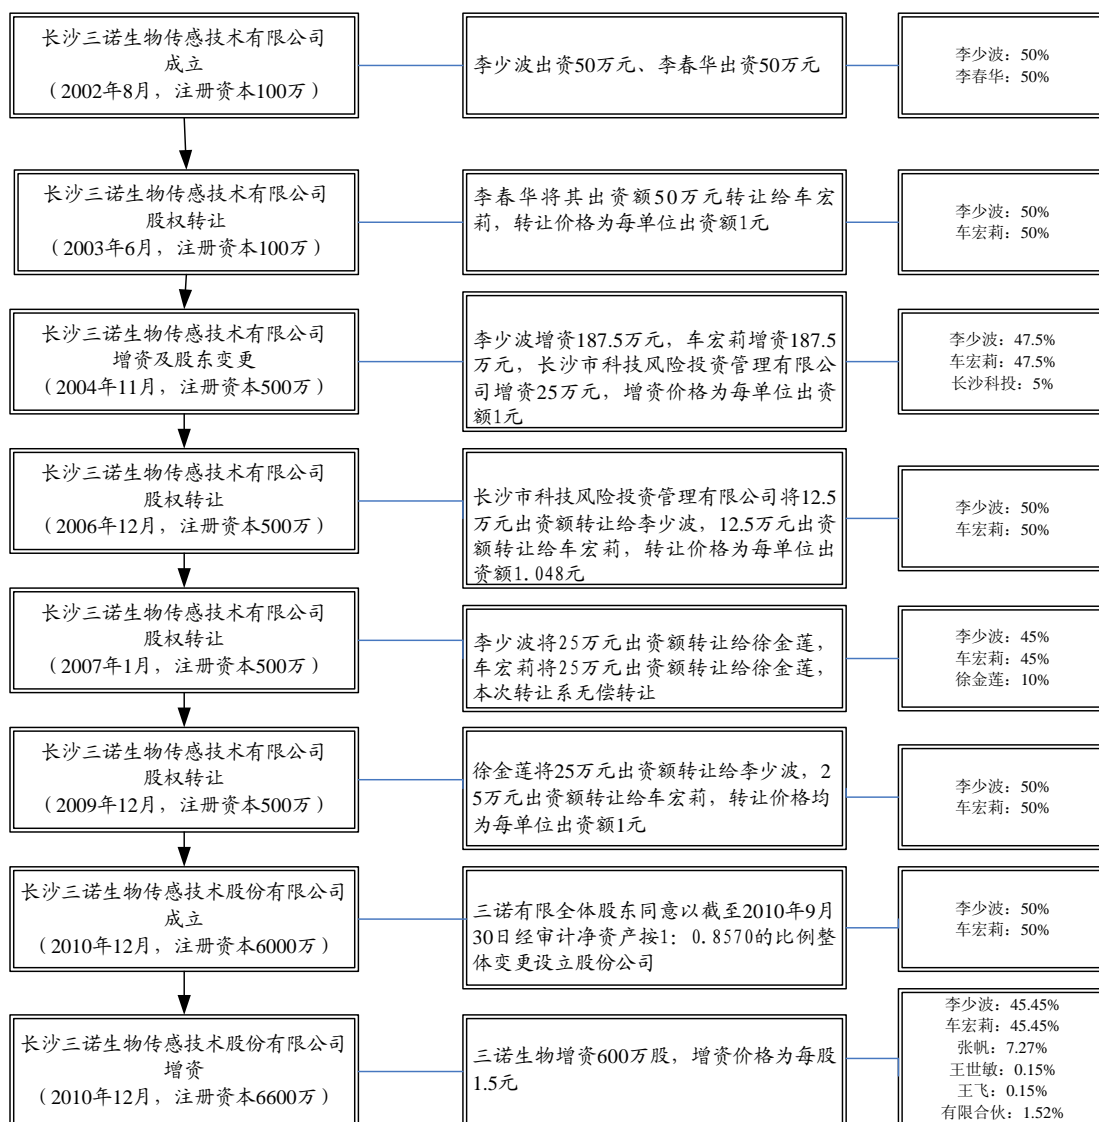 长沙三诺生物传感技术有限公司
成立
（2002年8月，注册资本100万）
李少波出资50万元、李春华出资50万元
李少波：50%
李春华：50%
长沙三诺生物传感技术有限公司
股权转让
（2003年6月，注册资本100万）
李春华将其出资额50万元转让给车宏
莉，转让价格为每单位出资额1元
李少波：50%
车宏莉：50%
长沙三诺生物传感技术有限公司
增资及股东变更
（2004年11月，注册资本500万）
李少波增资187.5万元，车宏莉增资187.5
万元，长沙市科技风险投资管理有限公
司增资25万元，增资价格为每单位出资
额1元
李少波：47.5%
车宏莉：47.5%
长沙科投：5%
长沙三诺生物传感技术有限公司
股权转让
（2006年12月，注册资本500万）
长沙市科技风险投资管理有限公司将12.5
万元出资额转让给李少波，12.5万元出资
额转让给车宏莉，转让价格为每单位出
资额1.048元
李少波：50%
车宏莉：50%
长沙三诺生物传感技术有限公司
股权转让
（2007年1月，注册资本500万）
李少波将25万元出资额转让给徐金莲，
车宏莉将25万元出资额转让给徐金莲，
本次转让系无偿转让
李少波：45%
车宏莉：45%
徐金莲：10%
长沙三诺生物传感技术有限公司
股权转让
（2009年12月，注册资本500万）
徐金莲将25万元出资额转让给李少波，2
5万元出资额转让给车宏莉，转让价格均
为每单位出资额1元
李少波：50%
车宏莉：50%
长沙三诺生物传感技术股份有限公司
成立
（2010年12月，注册资本6000万）
三诺有限全体股东同意以截至2010年9月
30日经审计净资产按1：0.8570的比例整
体变更设立股份公司
李少波：50%
车宏莉：50%
长沙三诺生物传感技术股份有限公司
增资
（2010年12月，注册资本6600万）
三诺生物增资600万股，增资价格为每股
1.5元
李少波：45.45%
车宏莉：45.45%
张帆：7.27%
王世敏：0.15%
王飞：0.15%
有限合伙：1.52%